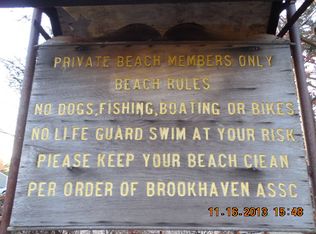 PRIVATE BEACH MEMBERS ONLY
BEACH RULES
NO DOGS,FISHING,BOATING OR BIKES
NO LIFE GUARD SWIM AT YOUR RISK
PLEASE KEEP YOUR BEACH CLEAN
PER ORDER OF BROOKHAVEN ASSC
11.16.2013 15:48